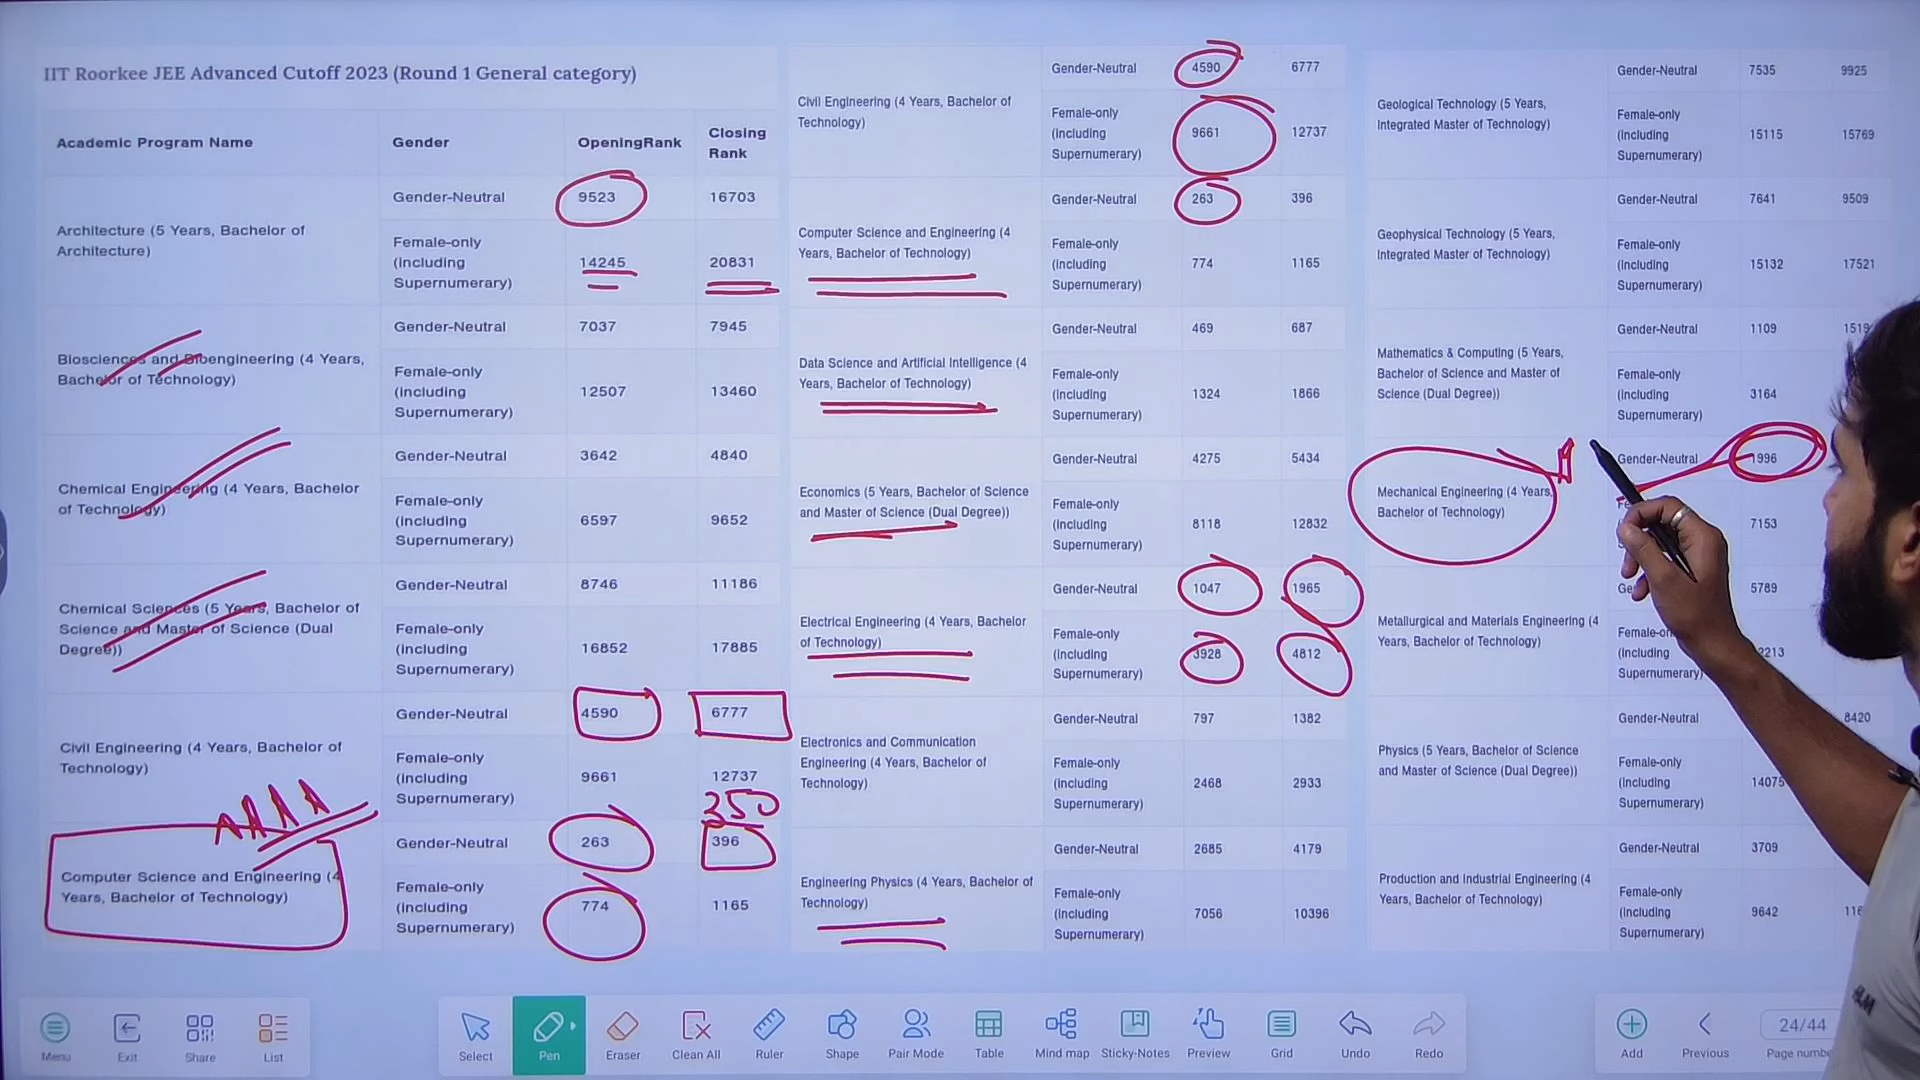 IIT Roorkee JEE Advanced Cutoff 2023 (Round 1 General category)
Academic Program Name Gender OpeningRank Closing
Rank
Architecture (5 Years, Bachelor of
Architecture)
Gender-Neutral 9523 16703
Female-only
(including
Supernumerary)
14245 20831
Biosciences and Bioengineering (4 Years,
Bachelor of Technology)
Gender-Neutral 7037 7945
Female-only
(including
Supernumerary)
12507 13460
Chemical Engineering (4 Years, Bachelor
of Technology)
Gender-Neutral 3642 4840
Female-only
(including
Supernumerary)
6597 9652
Chemical Sciences (5 Years, Bachelor of
Science and Master of Science (Dual
Degree))
Gender-Neutral 8746 11186
Female-only
(including
Supernumerary)
16852 17885
Civil Engineering (4 Years, Bachelor of
Technology)
Gender-Neutral 4590 6777
Female-only
(including
Supernumerary)
9661 12737
350
Computer Science and Engineering (4
Years, Bachelor of Technology)
Gender-Neutral 263 396
Female-only
(including
Supernumerary)
774 1165
Civil Engineering (4 Years, Bachelor of
Technology)
Gender-Neutral 4590 6777
Female-only
(including
Supernumerary)
9661 12737
Computer Science and Engineering (4
Years, Bachelor of Technology)
Gender-Neutral 263 396
Female-only
(including
Supernumerary)
774 1165
Data Science and Artificial Intelligence (4
Years, Bachelor of Technology)
Gender-Neutral 469 687
Female-only
(including
Supernumerary)
1324 1866
Economics (5 Years, Bachelor of Science
and Master of Science (Dual Degree))
Gender-Neutral 4275 5434
Female-only
(including
Supernumerary)
8118 12832
Electrical Engineering (4 Years, Bachelor
of Technology)
Gender-Neutral 1047 1965
Female-only
(including
Supernumerary)
3928 4812
Electronics and Communication
Engineering (4 Years, Bachelor of
Technology)
Gender-Neutral 797 1382
Female-only
(including
Supernumerary)
2468 2933
Engineering Physics (4 Years, Bachelor of
Technology)
Gender-Neutral 2685 4179
Female-only
(including
Supernumerary)
7056 10396
Geological Technology (5 Years,
Integrated Master of Technology)
Gender-Neutral 7535 9925
Female-only
(including
Supernumerary)
15115 15769
Geophysical Technology (5 Years,
Integrated Master of Technology)
Gender-Neutral 7641 9509
Female-only
(including
Supernumerary)
15132 17521
Mathematics & Computing (5 Years,
Bachelor of Science and Master of
Science (Dual Degree))
Gender-Neutral 1109 1519
Female-only
(including
Supernumerary)
3164
Mechanical Engineering (4 Years,
Bachelor of Technology)
Gender-Neutral 1996
7153
Metallurgical and Materials Engineering (4
Years, Bachelor of Technology)
5789
(including
Supernumerary)
Physics (5 Years, Bachelor of Science
and Master of Science (Dual Degree))
Gender-Neutral 8420
Female-only
(including
Supernumerary)
14075
Production and Industrial Engineering (4
Years, Bachelor of Technology)
Gender-Neutral 3709
Female-only
(including
Supernumerary)
9642
Menu Exit Share List Select Pen Eraser Clean All Ruler Shape Pair Mode Table Mind map Sticky-Notes Preview Grid Undo Redo Add Previous
24/44